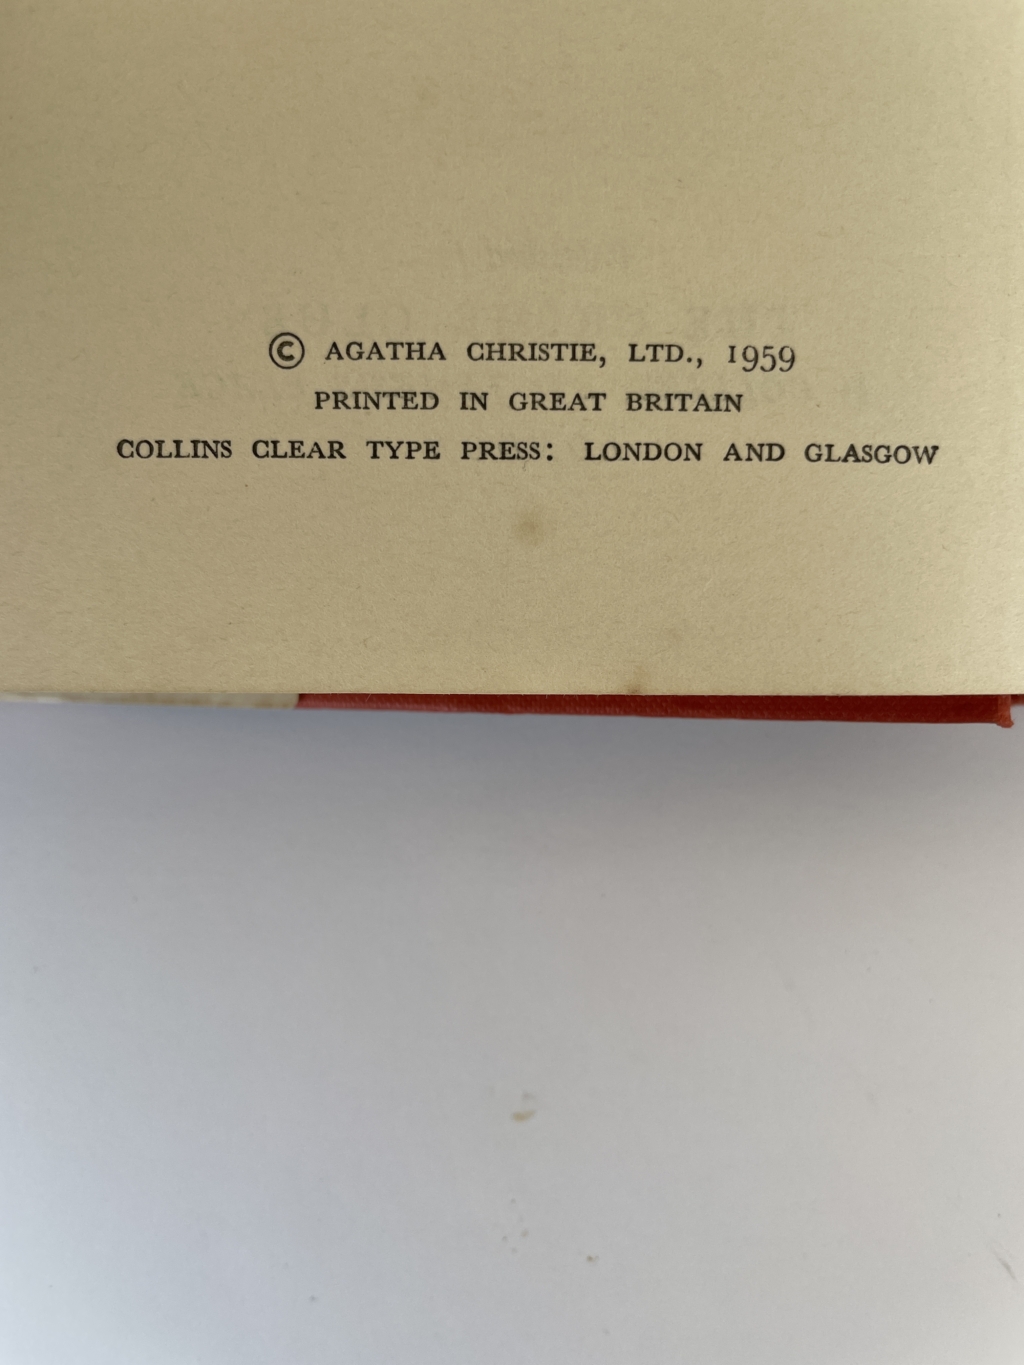 © AGATHA CHRISTIE, LTD., 1959
PRINTED IN GREAT BRITAIN
COLLINS CLEAR TYPE PRESS: LONDON AND GLASGOW